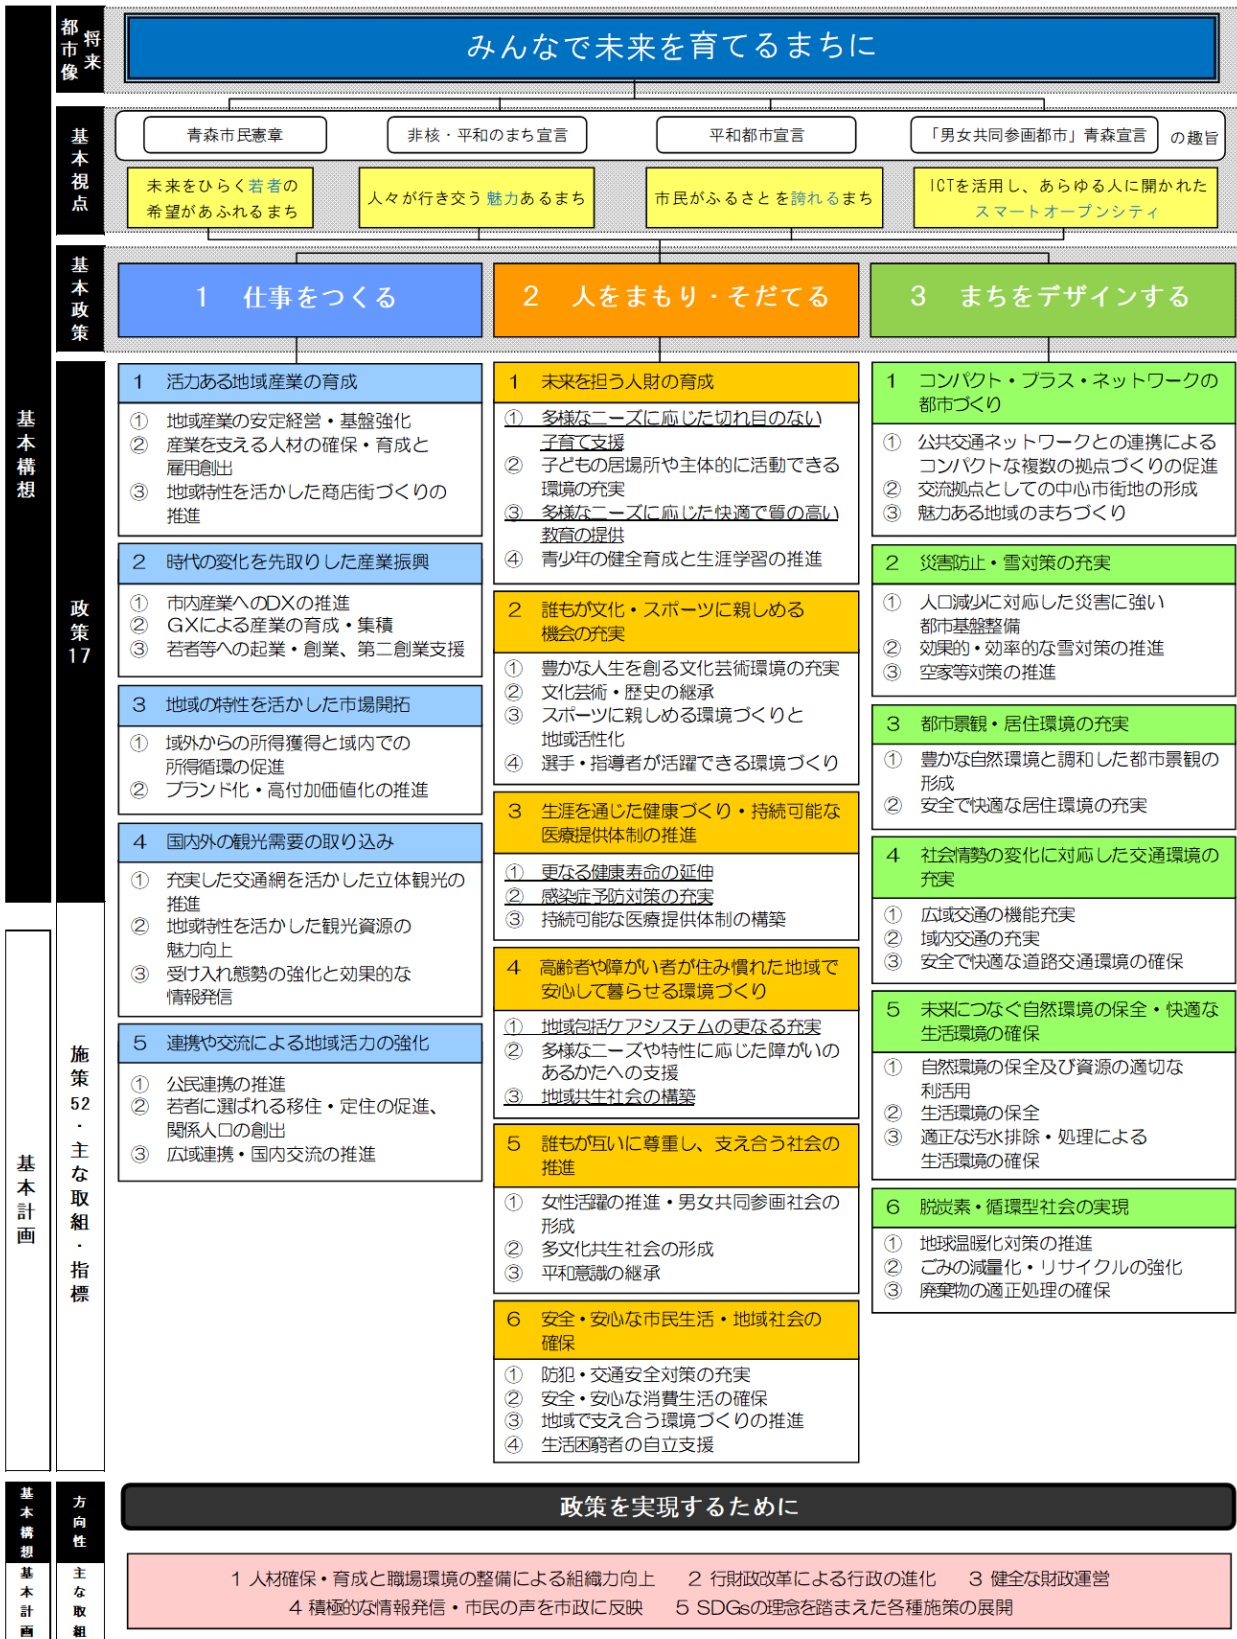 将来
都市像
みんなで未来を育てるまちに
基本視点
青森市民憲章
非核・平和のまち宣言
平和都市宣言
「男女共同参画都市」青森宣言
の趣旨
未来をひらく若者の
希望があふれるまち
人々が行き交う魅力あるまち
市民がふるさとを誇れるまち
ICTを活用し、あらゆる人に開かれた
スマートオープンシティ
基本政策
1 仕事をつくる
2 人をまもり・そだてる
3 まちをデザインする
基本構想
政策17
基本計画
施策52・主な取組・指標
1 活力ある地域産業の育成
① 地域産業の安定経営・基盤強化
② 産業を支える人材の確保・育成と
雇用創出
③ 地域特性を活かした商店街づくりの
推進
2 時代の変化を先取りした産業振興
① 市内産業へのDXの推進
② GXによる産業の育成・集積
③ 若者等への起業・創業、第二創業支援
3 地域の特性を活かした市場開拓
① 域外からの所得獲得と域内での
所得循環の促進
② ブランド化・高付加価値化の推進
4 国内外の観光需要の取り込み
① 充実した交通網を活かした立体観光の
推進
② 地域特性を活かした観光資源の
魅力向上
③ 受け入れ態勢の強化と効果的な
情報発信
5 連携や交流による地域活力の強化
① 公民連携の推進
② 若者に選ばれる移住・定住の促進、
関係人口の創出
③ 広域連携・国内交流の推進
1 未来を担う人財の育成
① 多様なニーズに応じた切れ目のない
子育て支援
② 子どもの居場所や主体的に活動できる
環境の充実
③ 多様なニーズに応じた快適で質の高い
教育の提供
④ 青少年の健全育成と生涯学習の推進
2 誰もが文化・スポーツに親しめる
機会の充実
① 豊かな人生を創る文化芸術環境の充実
② 文化芸術・歴史の継承
③ スポーツに親しめる環境づくりと
地域活性化
④ 選手・指導者が活躍できる環境づくり
3 生涯を通じた健康づくり・持続可能な
医療提供体制の推進
① 更なる健康寿命の延伸
② 感染症予防対策の充実
③ 持続可能な医療提供体制の構築
4 高齢者や障がい者が住み慣れた地域で
安心して暮らせる環境づくり
① 地域包括ケアシステムの更なる充実
② 多様なニーズや特性に応じた障がいの
あるかたへの支援
③ 地域共生社会の構築
5 誰もが互いに尊重し、支え合う社会の
推進
① 女性活躍の推進・男女共同参画社会の
形成
② 多文化共生社会の形成
③ 平和意識の継承
6 安全・安心な市民生活・地域社会の
確保
① 防犯・交通安全対策の充実
② 安全・安心な消費生活の確保
③ 地域で支え合う環境づくりの推進
④ 生活困窮者の自立支援
1 コンパクト・プラス・ネットワークの
都市づくり
① 公共交通ネットワークとの連携による
コンパクトな複数の拠点づくりの促進
② 交流拠点としての中心市街地の形成
③ 魅力ある地域のまちづくり
2 災害防止・雪対策の充実
① 人口減少に対応した災害に強い
都市基盤整備
② 効果的・効率的な雪対策の推進
③ 空家等対策の推進
3 都市景観・居住環境の充実
① 豊かな自然環境と調和した都市景観の
形成
② 安全で快適な居住環境の充実
4 社会情勢の変化に対応した交通環境の
充実
① 広域交通の機能充実
② 域内交通の充実
③ 安全で快適な道路交通環境の確保
5 未来につなぐ自然環境の保全・快適な
生活環境の確保
① 自然環境の保全及び資源の適切な
利活用
② 生活環境の保全
③ 適正な汚水排除・処理による
生活環境の確保
6 脱炭素・循環型社会の実現
① 地球温暖化対策の推進
② ごみの減量化・リサイクルの強化
③ 廃棄物の適正処理の確保
基本構想
方向性
政策を実現するために
基本計画
主な取組
1 人材確保・育成と職場環境の整備による組織力向上 2 行財政改革による行政の進化 3 健全な財政運営
4 積極的な情報発信・市民の声を市政に反映 5 SDGsの理念を踏まえた各種施策の展開